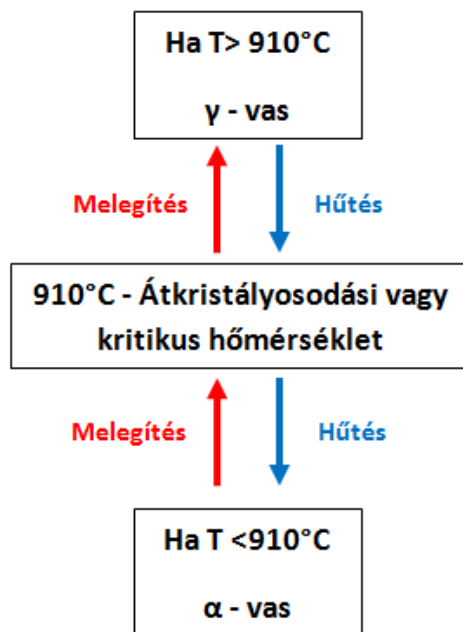 Ha T> 910°C
γ - vas
Melegítés
Hűtés
910°C - Átkristályosodási vagy
kritikus hőmérséklet
Melegítés
Hűtés
Ha T <910°C
α - vas